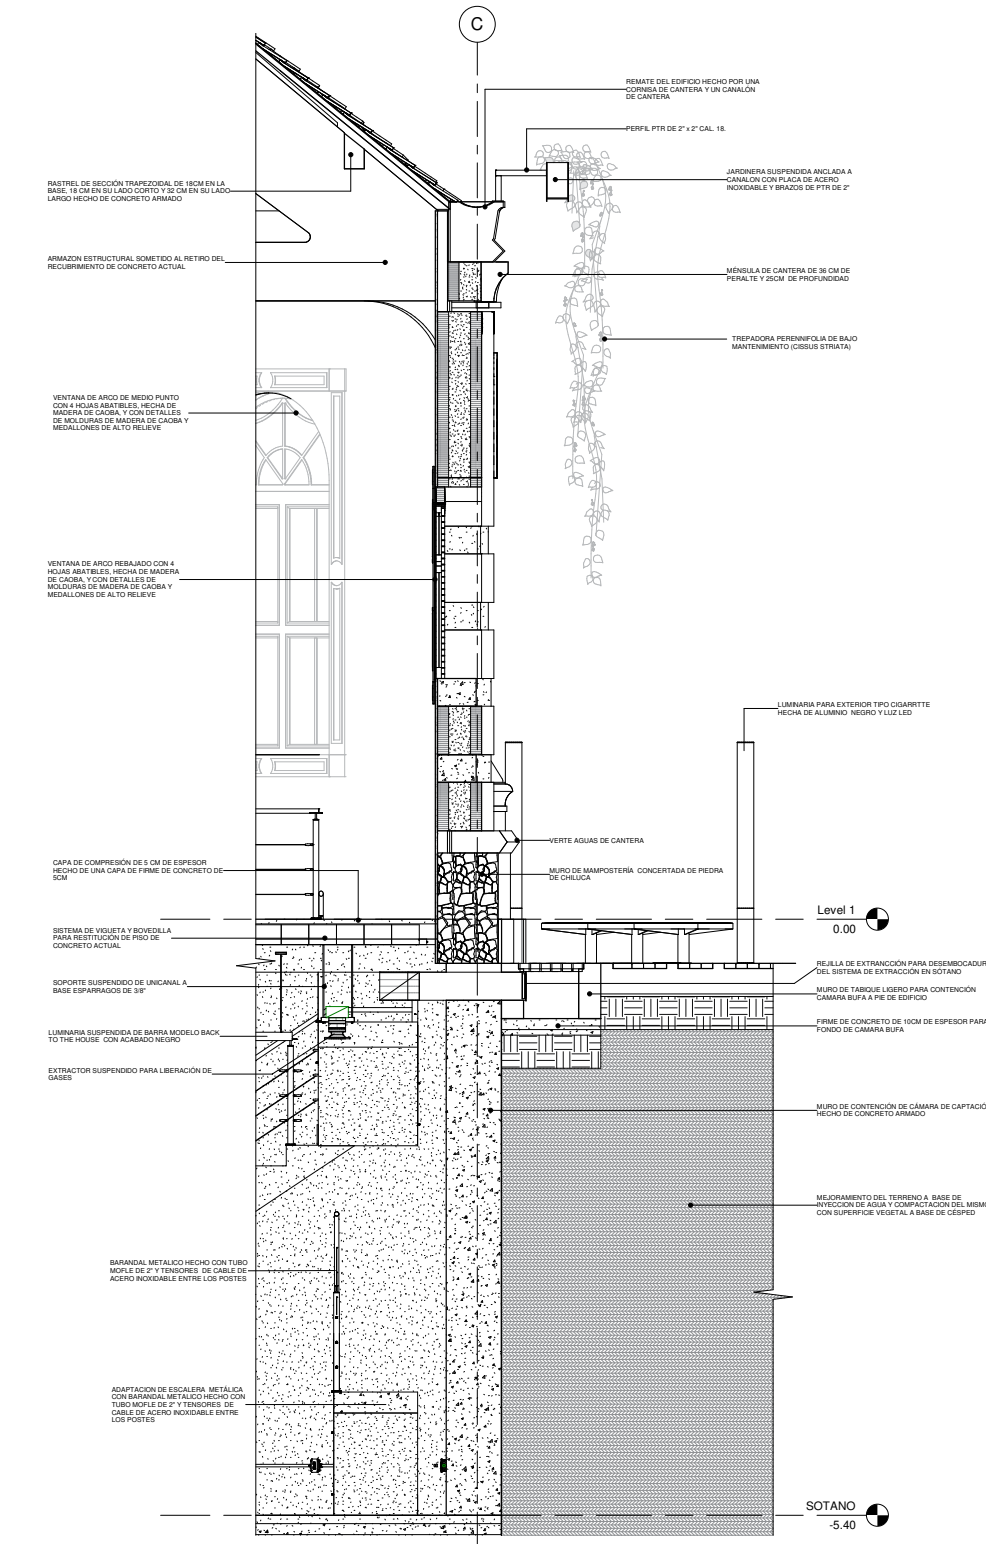 C
REMATE DEL EDIFICIO HECHO POR UNA
CORNISA DE CANTERA Y UN CANALÓN
DE CANTERA
PERFIL PTR DE 2" x 2" CAL. 18.
JARDINERA SUSPENDIDA ANCLADA A
CANALON CON PLACA DE ACERO
INOXIDABLE Y BRAZOS DE PTR DE 2"
RASTREL DE SECCIÓN TRAPEZOIDAL DE 18CM EN LA
BASE, 18 CM EN SU LADO CORTO Y 32 CM EN SU LADO
LARGO HECHO DE CONCRETO ARMADO
ARMAZON ESTRUCTURAL SOMETIDO AL RETIRO DEL
RECUBRIMIENTO DE CONCRETO ACTUAL
MÉNSULA DE CANTERA DE 36 CM DE
PERALTE Y 25CM DE PROFUNDIDAD
TREPADORA PERENNIFOLIA DE BAJO
MANTENIMIENTO (CISSUS STRIATA)
VENTANA DE ARCO DE MEDIO PUNTO
CON 4 HOJAS ABATIBLES, HECHA DE
MADERA DE CAOBA, Y CON DETALLES
DE MOLDURAS DE MADERA DE CAOBA Y
MEDALLONES DE ALTO RELIEVE
VENTANA DE ARCO REBAJADO CON 4
HOJAS ABATIBLES, HECHA DE MADERA
DE CAOBA, Y CON DETALLES DE
MOLDURAS DE MADERA DE CAOBA Y
MEDALLONES DE ALTO RELIEVE
LUMINARIA PARA EXTERIOR TIPO CIGARRTTE
HECHA DE ALUMINIO NEGRO Y LUZ LED
VERTE AGUAS DE CANTERA
CAPA DE COMPRESIÓN DE 5 CM DE ESPESOR
HECHO DE UNA CAPA DE FIRME DE CONCRETO DE
5CM
MURO DE MAMPOSTERÍA CONCERTADA DE PIEDRA
DE CHILUCA
Level 1
0.00
SISTEMA DE VIGUETA Y BOVEDILLA
PARA RESTITUCIÓN DE PISO DE
CONCRETO ACTUAL
REJILLA DE EXTRANCCIÓN PARA DESEMBOCADUR
DEL SISTEMA DE EXTRACCIÓN EN SÓTANO
SOPORTE SUSPENDIDO DE UNICANAL A
BASE ESPARRAGOS DE 3/8"
MURO DE TABIQUE LIGERO PARA CONTENCIÓN
CAMARA BUFA A PIE DE EDIFICIO
FIRME DE CONCRETO DE 10CM DE ESPESOR PARA
FONDO DE CAMARA BUFA
LUMINARIA SUSPENDIDA DE BARRA MODELO BACK
TO THE HOUSE CON ACABADO NEGRO
EXTRACTOR SUSPENDIDO PARA LIBERACIÓN DE
GASES
MURO DE CONTENCIÓN DE CÁMARA DE CAPTACIÓ
HECHO DE CONCRETO ARMADO
MEJORAMIENTO DEL TERRENO A BASE DE
INYECCION DE AGUA Y COMPACTACION DEL MISMO
CON SUPERFICIE VEGETAL A BASE DE CÉSPED
BARANDAL METALICO HECHO CON TUBO
MOFLE DE 2" Y TENSORES DE CABLE DE
ACERO INOXIDABLE ENTRE LOS POSTES
ADAPTACION DE ESCALERA METÁLICA
CON BARANDAL METALICO HECHO CON
TUBO MOFLE DE 2" Y TENSORES DE
CABLE DE ACERO INOXIDABLE ENTRE
LOS POSTES
SOTANO
-5.40